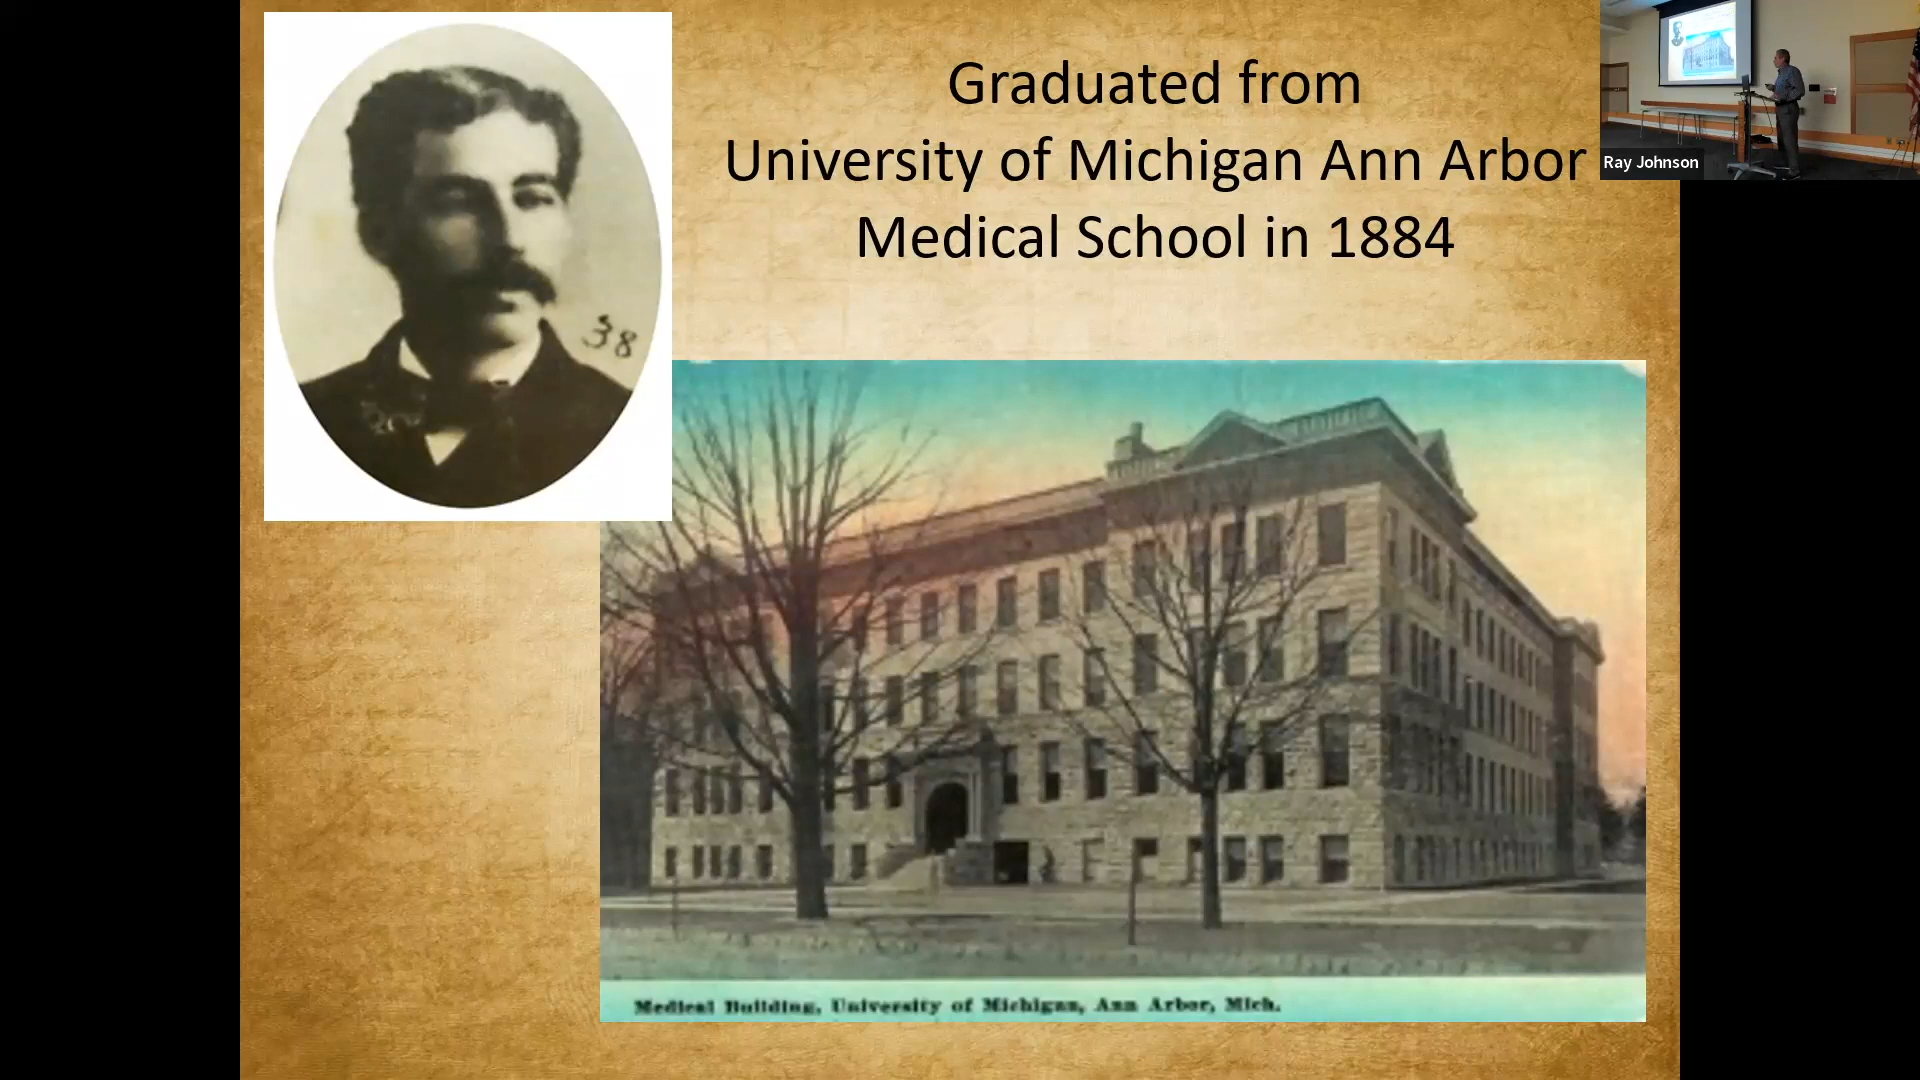 Graduated from
University of Michigan Ann Arbor
Medical School in 1884
Ray Johnson
38
Medical Building, University of Michigan, Ann Arbor, Mich.